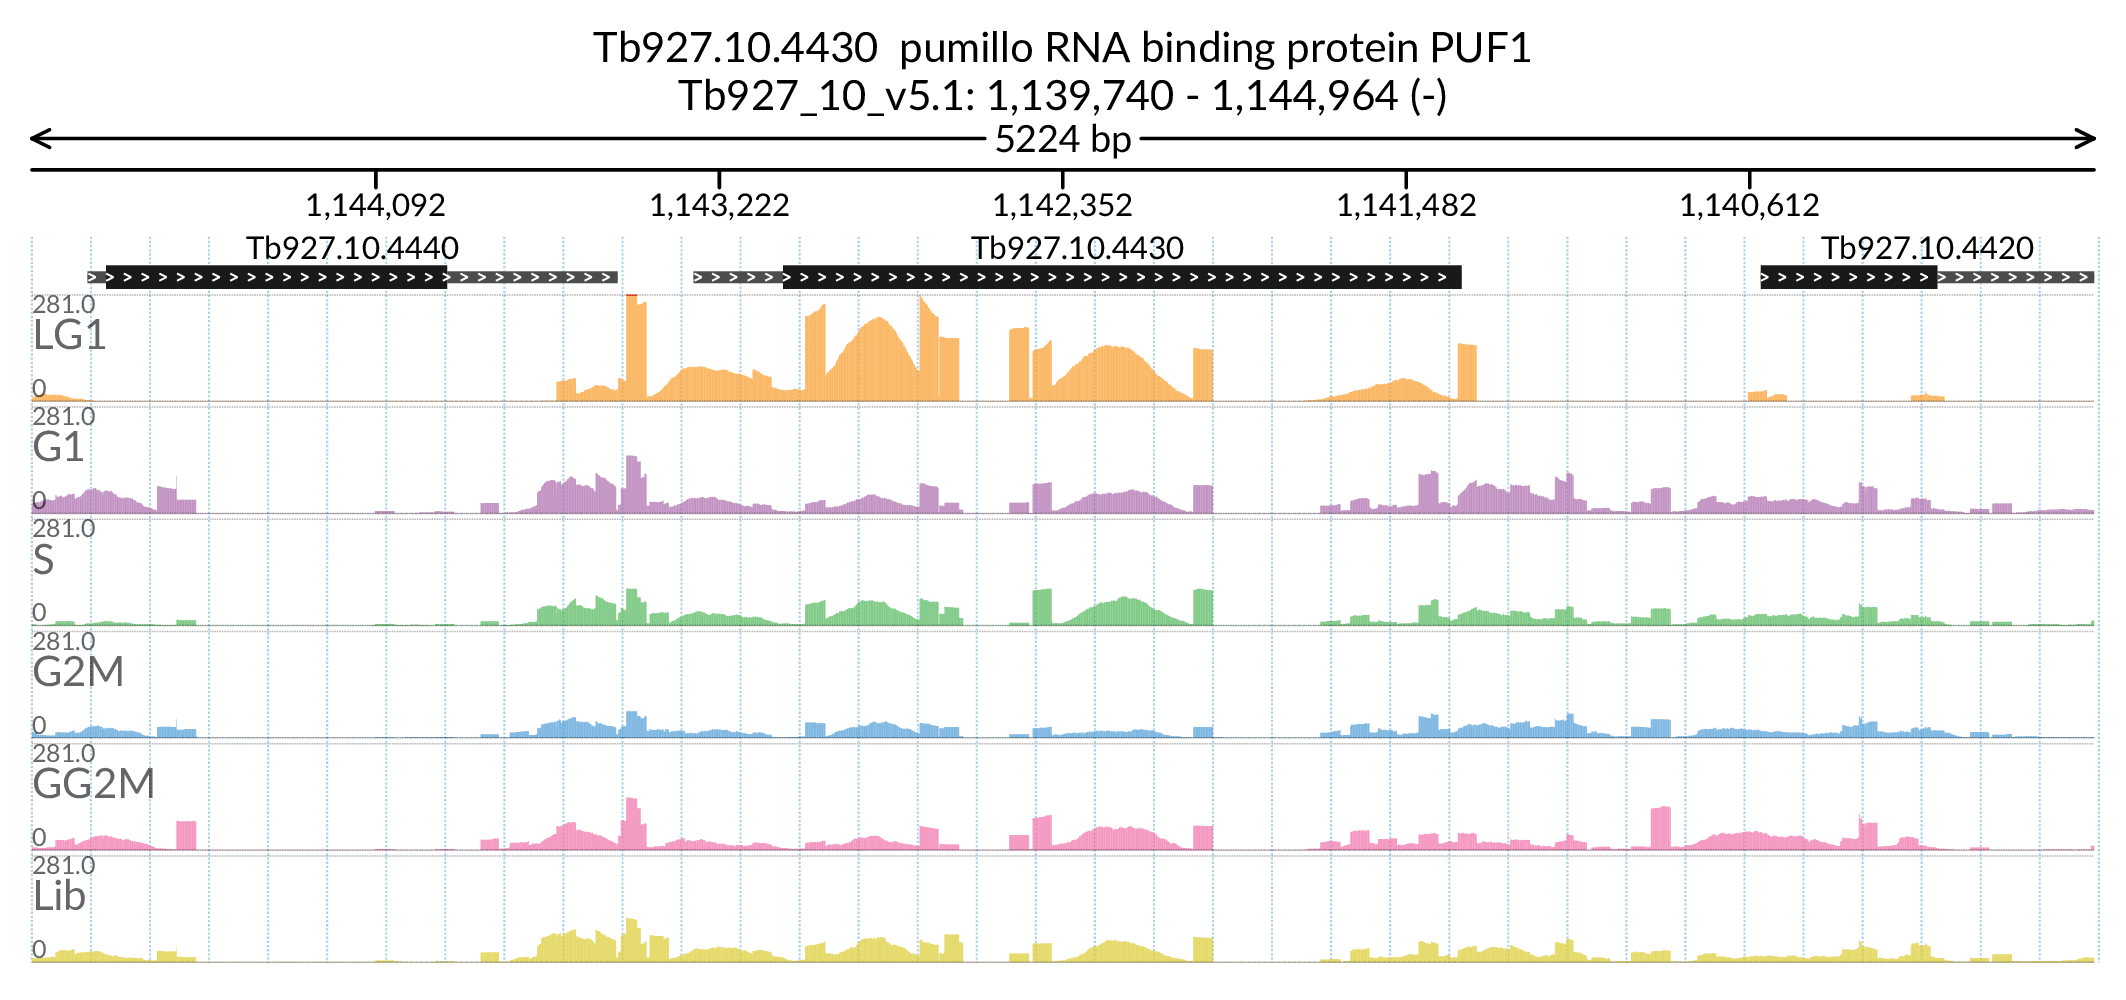 Tb927.10.4430  pumillo RNA binding protein PUF1
Tb927_10_v5.1: 1,139,740 - 1,144,964 (-)
5224 bp
1,144,092 1,143,222 1,142,352 1,141,482 1,140,612
Tb927.10.4440 Tb927.10.4430 Tb927.10.4420
281.0
LG1
0
281.0
G1
0
281.0
S
0
281.0
G2M
0
281.0
GG2M
0
281.0
Lib
0